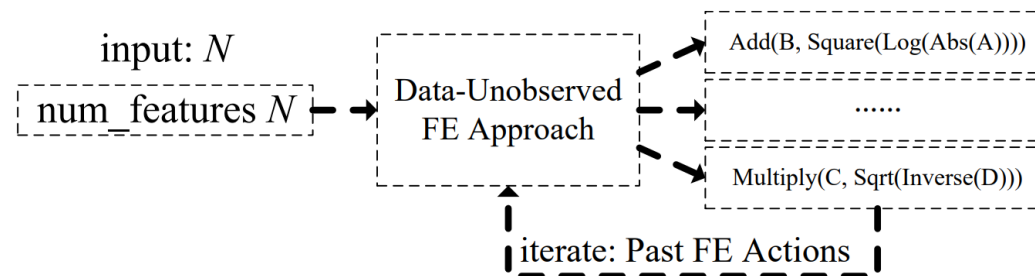 input: N
num_features N
Data-Unobserved
FE Approach
Add(B, Square(Log(Abs(A))))
......
Multiply(C, Sqrt(Inverse(D)))
iterate: Past FE Actions